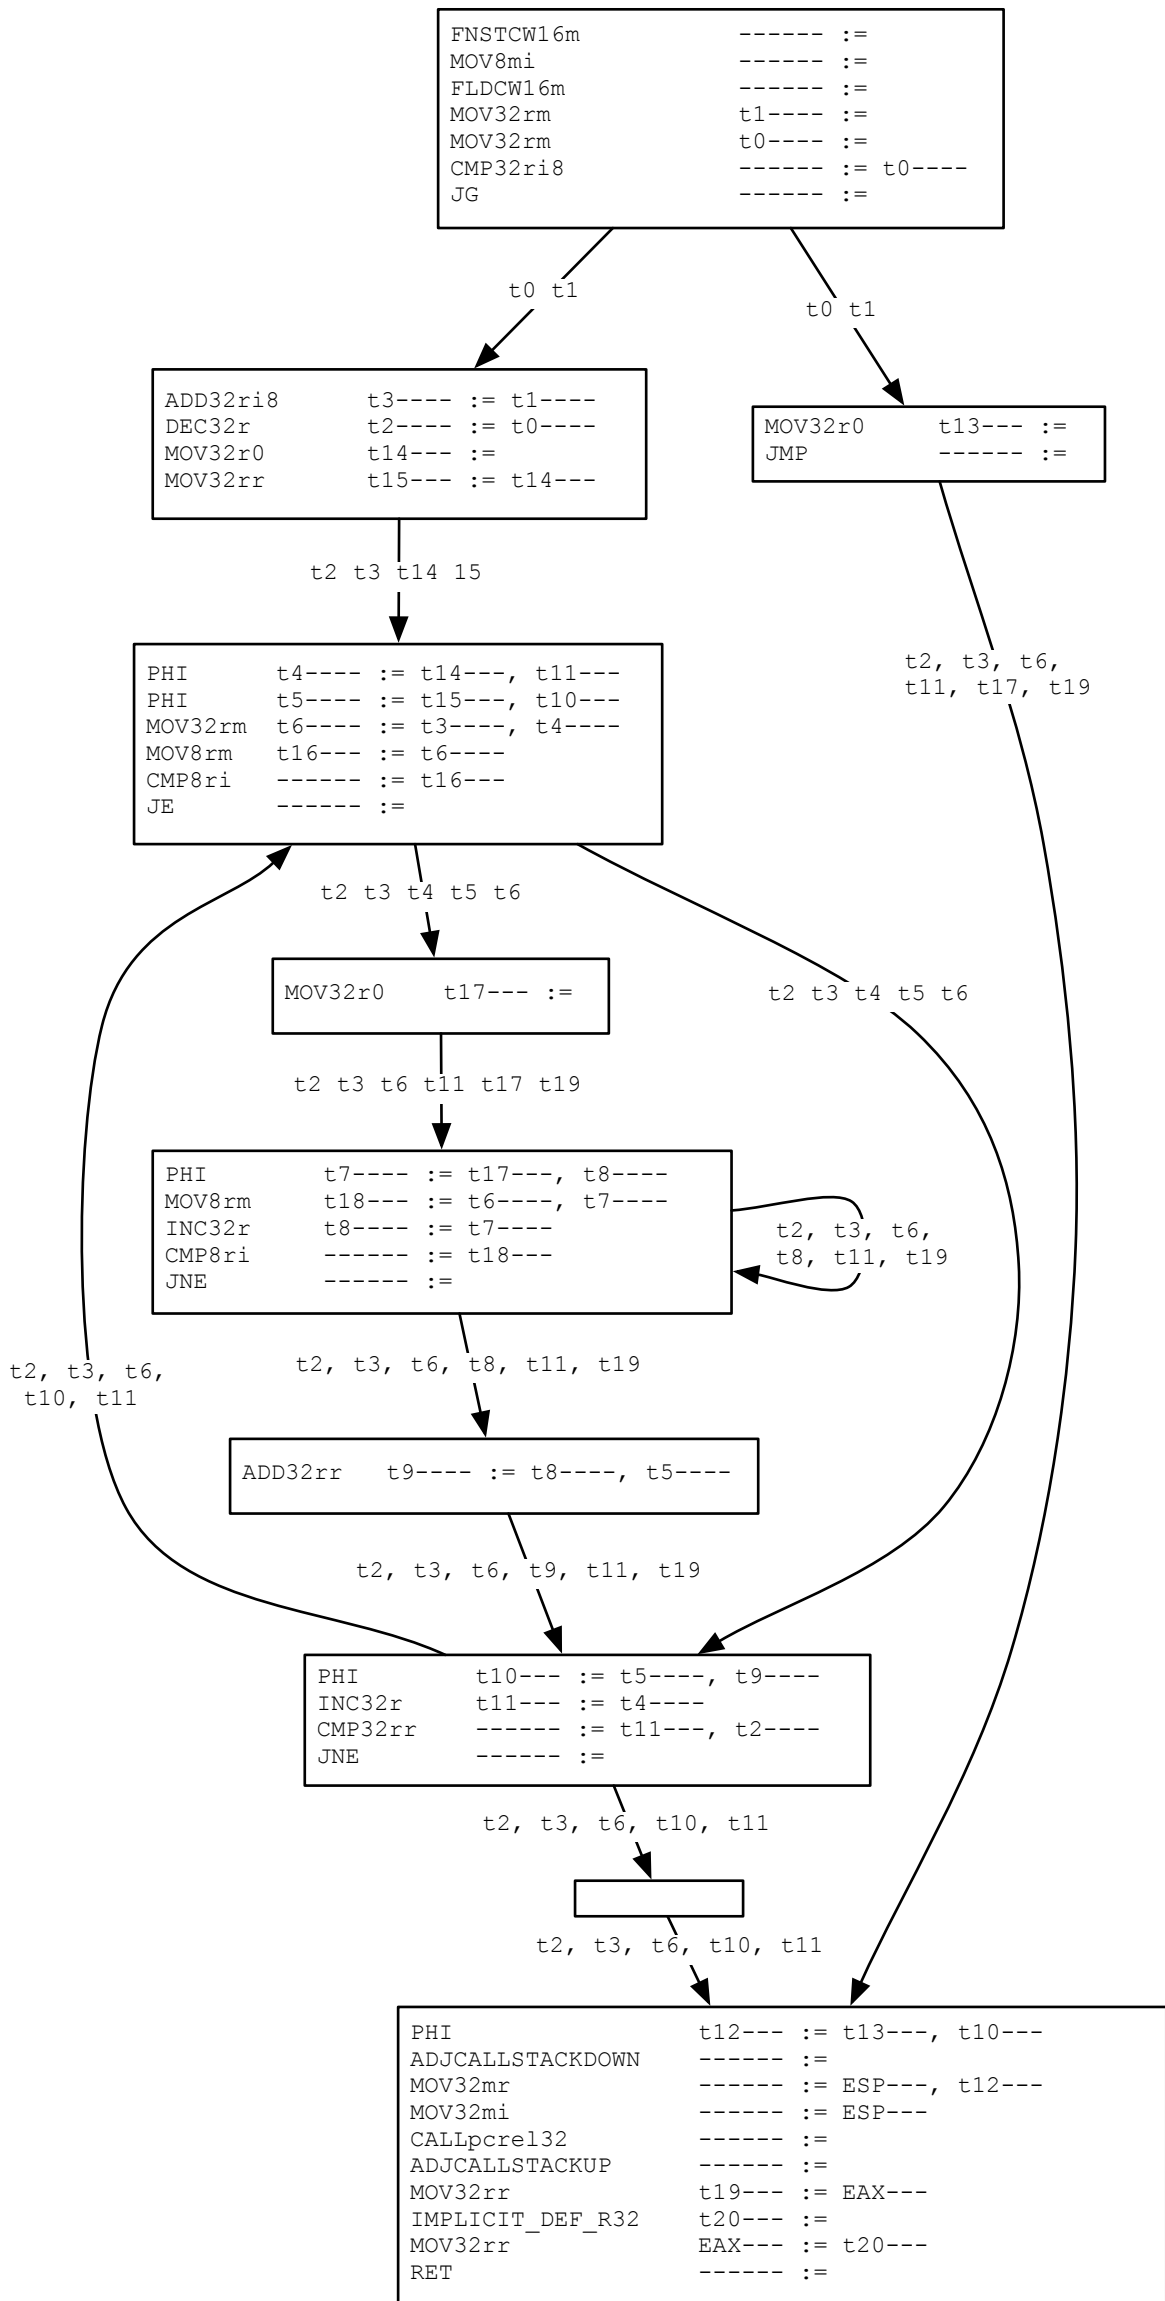 FNSTCW16m ------ :=
MOV8mi ------ :=
FLDCW16m ------ :=
MOV32rm t1---- :=
MOV32rm t0---- :=
CMP32ri8 ------ := t0----
JG ------ :=
t0 t1
t0 t1
ADD32ri8 t3---- := t1----
DEC32r t2---- := t0----
MOV32r0 t14--- :=
MOV32rr t15--- := t14---
MOV32r0 t13--- :=
JMP ------ :=
t2 t3 t14 15
t2, t3, t6,
t11, t17, t19
PHI t4---- := t14---, t11---
PHI t5---- := t15---, t10---
MOV32rm t6---- := t3----, t4----
MOV8rm t16--- := t6----
CMP8ri ------ := t16---
JE ------ :=
t2 t3 t4 t5 t6
MOV32r0 t17--- :=
t2 t3 t4 t5 t6
t2 t3 t6 t11 t17 t19
PHI t7---- := t17---, t8----
MOV8rm t18--- := t6----, t7----
INC32r t8---- := t7----
CMP8ri ------ := t18---
JNE ------ :=
t2, t3, t6,
t8, t11, t19
t2, t3, t6,
t10, t11
t2, t3, t6, t8, t11, t19
ADD32rr t9---- := t8----, t5----
t2, t3, t6, t9, t11, t19
PHI t10--- := t5----, t9----
INC32r t11--- := t4----
CMP32rr ------ := t11---, t2----
JNE ------ :=
t2, t3, t6, t10, t11
t2, t3, t6, t10, t11
PHI t12--- := t13---, t10---
ADJCALLSTACKDOWN ------ :=
MOV32mr ------ := ESP---, t12---
MOV32mi ------ := ESP---
CALLpcrel32 ------ :=
ADJCALLSTACKUP ------ :=
MOV32rr t19--- := EAX---
IMPLICIT_DEF_R32 t20--- :=
MOV32rr EAX--- := t20---
RET ------ :=